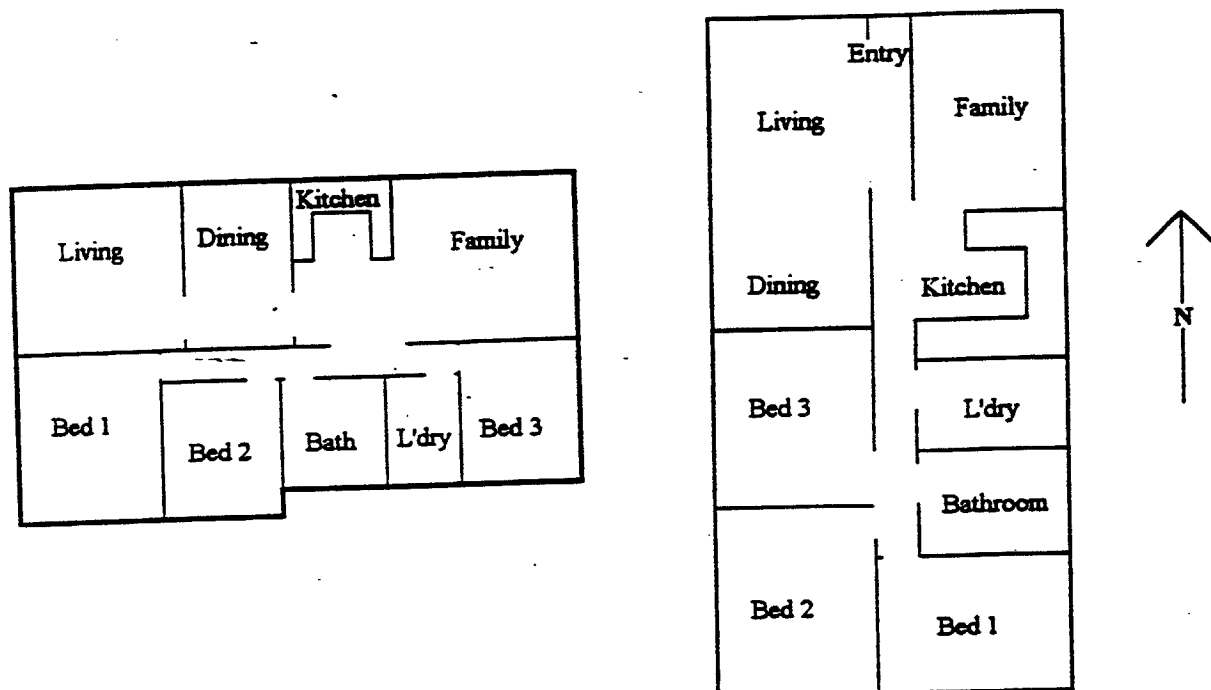 Kitchen
Living
Dining
Family
Bed 1
Bed 2
Bath
L'dry
Bed 3
Entry
Living
Family
Dining
Kitchen
Bed 3
L'dry
Bathroom
Bed 2
Bed 1
N